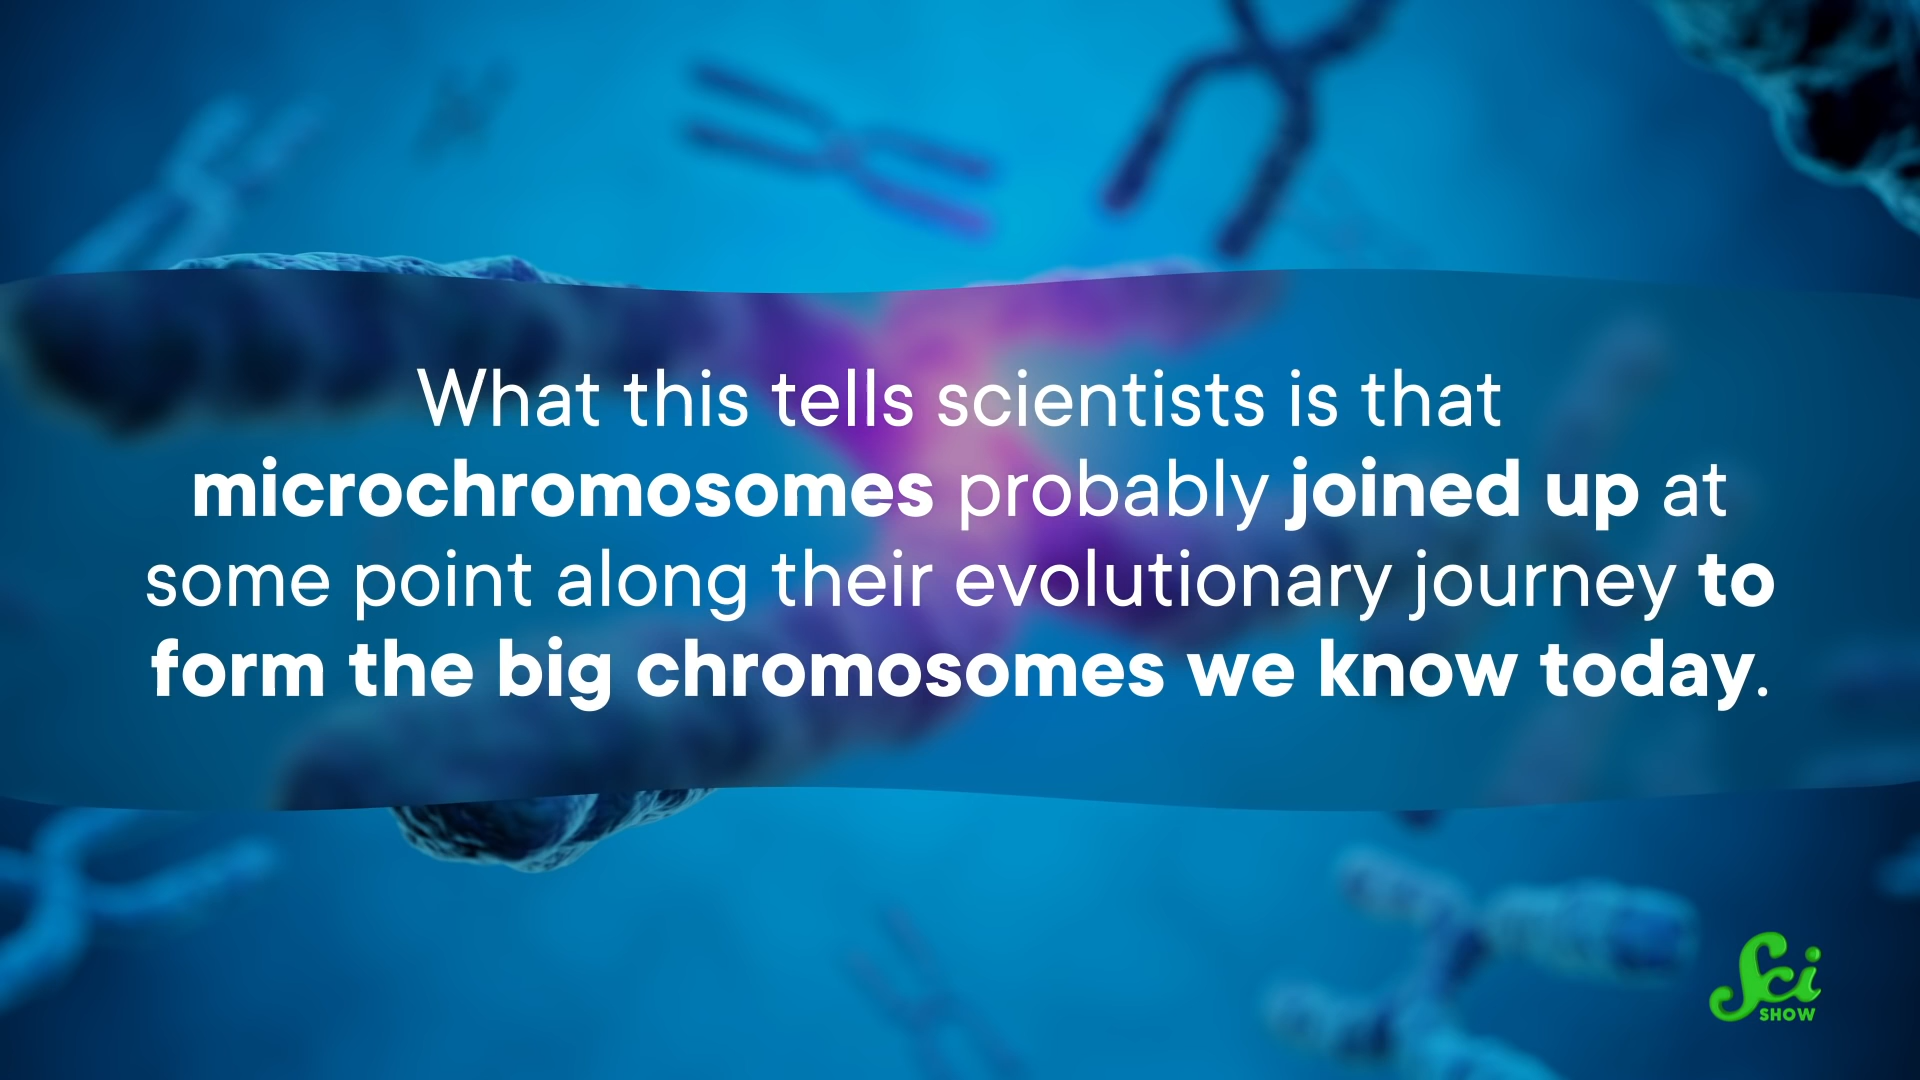 What this tells scientists is that
microchromosomes probably joined up at
some point along their evolutionary journey to
form the big chromosomes we know today.
Sci
SHOW